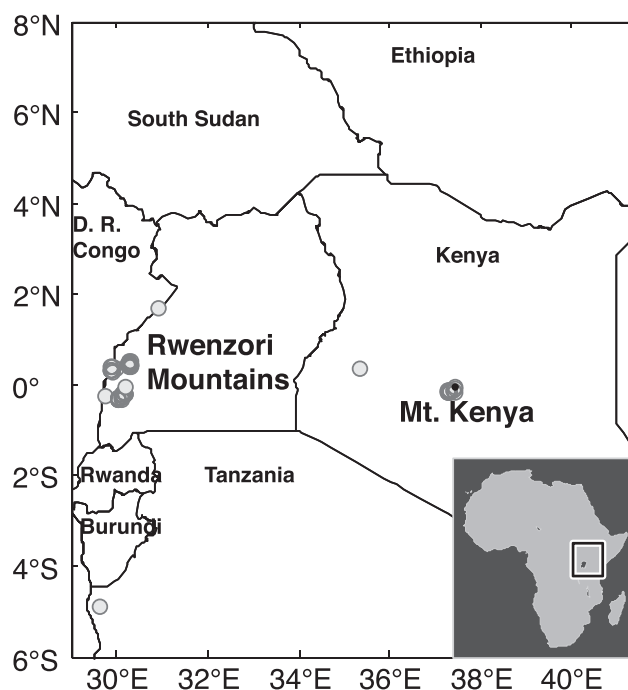 8°N
Ethiopia
6°N
South Sudan
4°N
D. R.
Congo
Kenya
2°N
Rwenzori
Mountains
0°
Mt. Kenya
2°S
Rwanda
Tanzania
Burundi
4°S
6°S
30°E 32°E 34°E 36°E 38°E 40°E